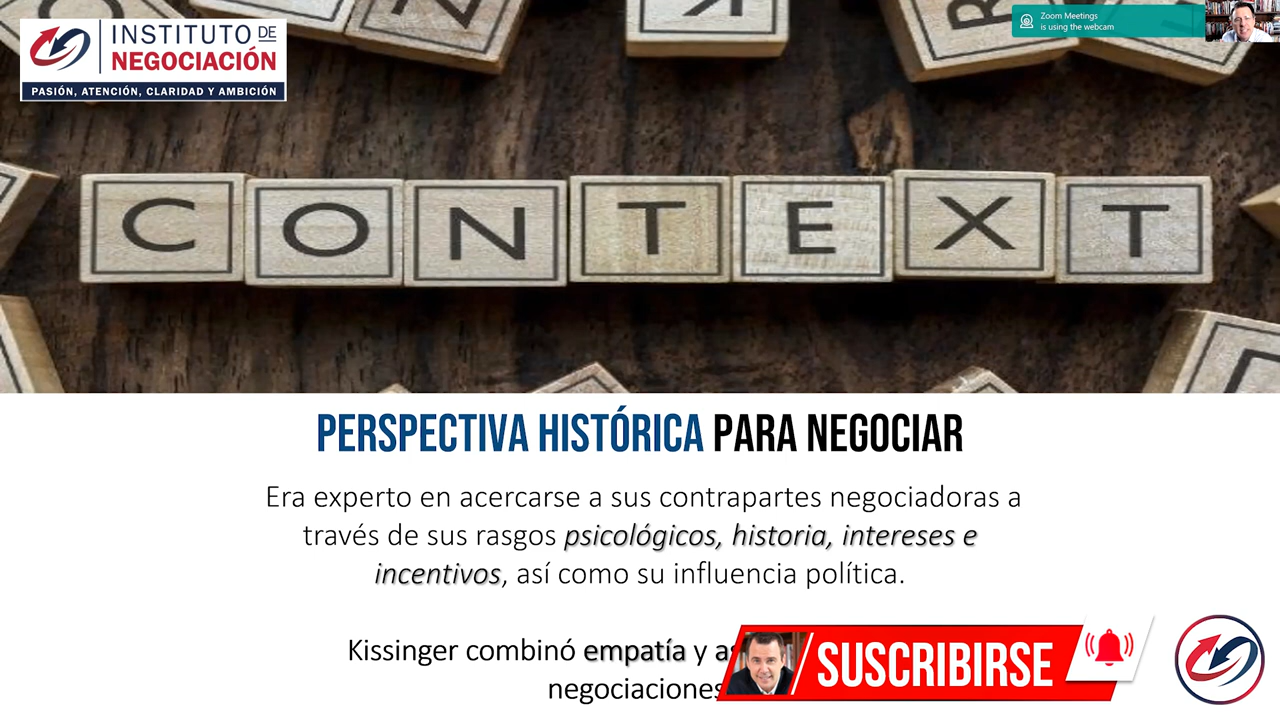 INSTITUTO DE
NEGOCIACIÓN
PASIÓN, ATENCIÓN, CLARIDAD Y AMBICIÓN
Zoom Meetings
is using the webcam
CONTEXT
PERSPECTIVA HISTÓRICA PARA NEGOCIAR
Era experto en acercarse a sus contrapartes negociadoras a
través de sus rasgos psicológicos, historia, intereses e
incentivos, así como su influencia política.
Kissinger combinó empatía y
negociaciones
SUSCRIBIRSE